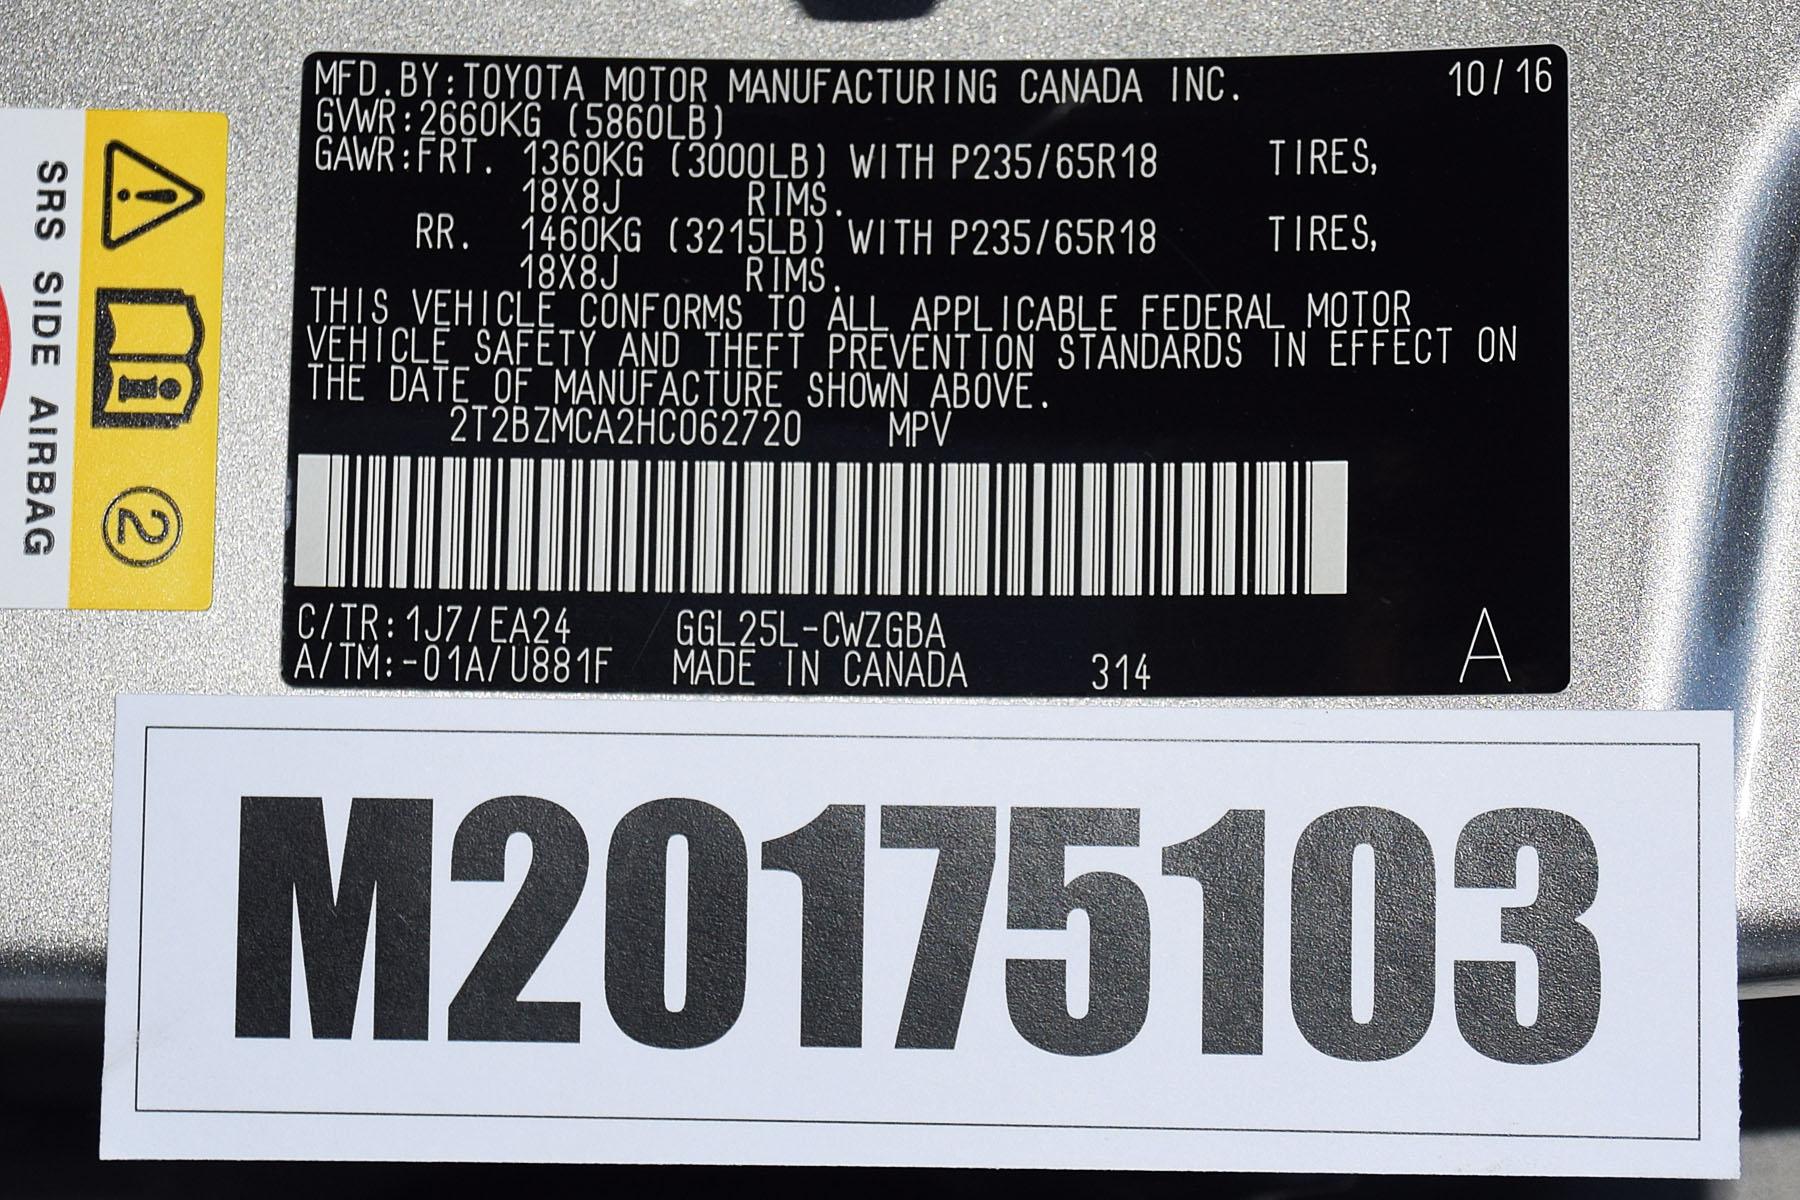 MFD.BY:TOYOTA MOTOR MANUFACTURING CANADA INC. 10/16
GVWR:2660KG (5860LB)
GAWR:FRT. 1360KG (3000LB) WITH P235/65R18 TIRES,
18X8J RIMS.
RR. 1460KG (3215LB) WITH P235/65R18 TIRES,
18X8J RIMS.
THIS VEHICLE CONFORMS TO ALL APPLICABLE FEDERAL MOTOR
VEHICLE SAFETY AND THEFT PREVENTION STANDARDS IN EFFECT ON
THE DATE OF MANUFACTURE SHOWN ABOVE.
2T2BZMCA2HC062720 MPV
C/TR:1J7/EA24 GGL25L-CWZGBA
A/TM:-01A/U881F MADE IN CANADA 314 A
SRS SIDE AIRBAG
2
M20175103